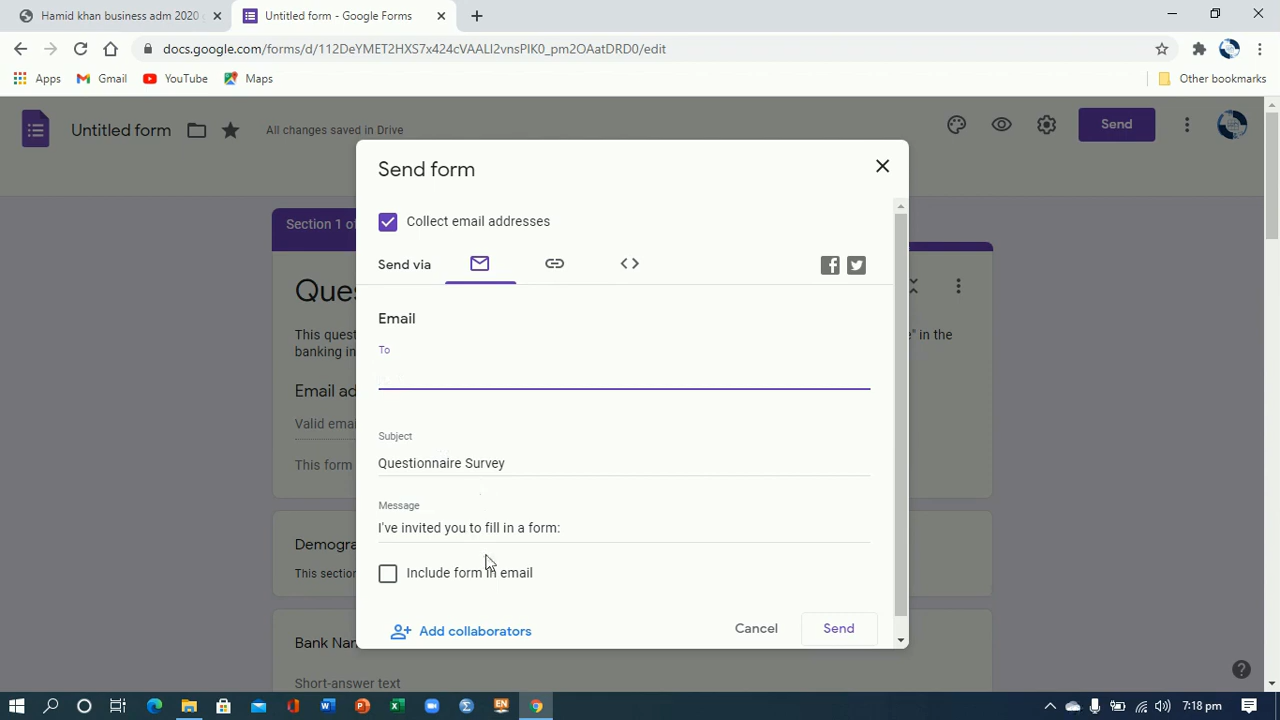 Hamid khan business adm 2020
Untitled form - Google Forms
docs.google.com/forms/d/112DeYMET2HXS7x424cVAALI2vnsPlK0_pm2OAatDRD0/edit
Apps Gmail YouTube Maps Other bookmarks
Untitled form All changes saved in Drive Send
Send form
Section 1 of
Collect email addresses
Send via
Ques
Email
This quest
e" in the
banking in
To
Email ad
Valid emai
Subject
This form
Questionnaire Survey
Message
I've invited you to fill in a form:
Demogra
This section
Include form in email
Add collaborators Cancel Send
Bank Nan
Short-answer text
7:18 pm